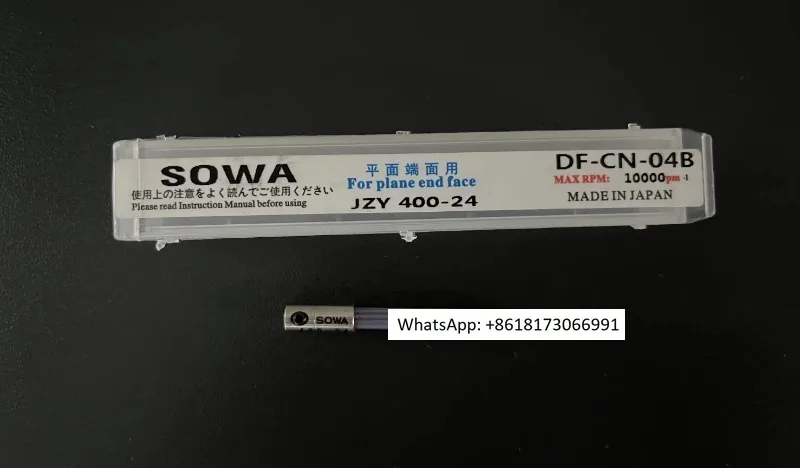 SOWA
使用上の注意をよく読んでご使用ください
Please read Instruction Manual before using
平面端面用
For plane end face
JZY 400-24
DF-CN-04B
MAX RPM: 10000pm -1
MADE IN JAPAN
SOWA
WhatsApp: +8618173066991